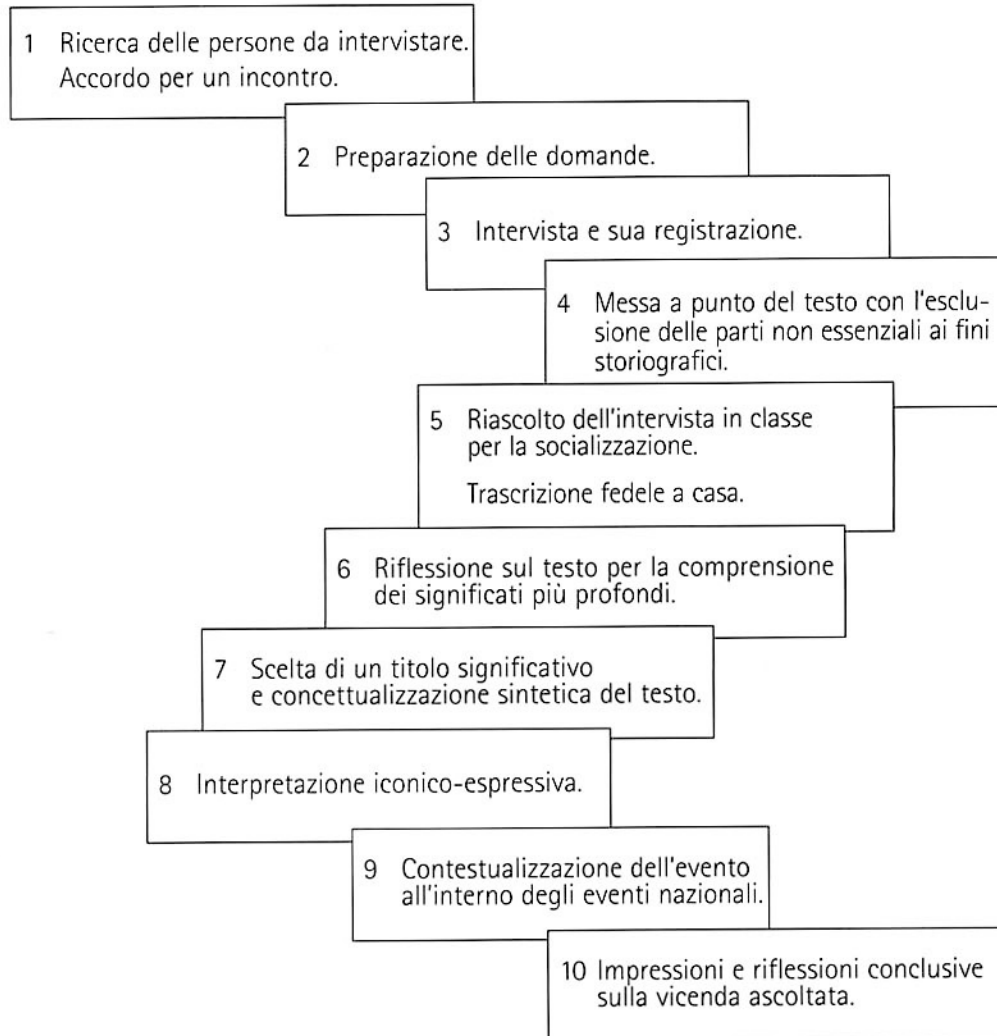 1 Ricerca delle persone da intervistare.
Accordo per un incontro.
2 Preparazione delle domande.
3 Intervista e sua registrazione.
4 Messa a punto del testo con l'esclu-
sione delle parti non essenziali ai fini
storiografici.
5 Riascolto dell'intervista in classe
per la socializzazione.
Trascrizione fedele a casa.
6 Riflessione sul testo per la comprensione
dei significati più profondi.
7 Scelta di un titolo significativo
e concettualizzazione sintetica del testo.
8 Interpretazione iconico-espressiva.
9 Contestualizzazione dell'evento
all'interno degli eventi nazionali.
10 Impressioni e riflessioni conclusive
sulla vicenda ascoltata.